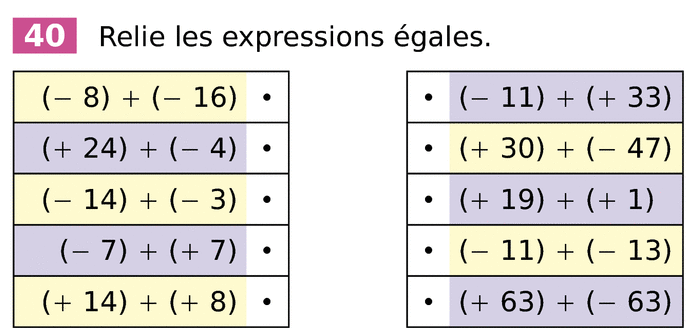 40 Relie les expressions égales.
(− 8) + (− 16) • • (− 11) + (+ 33)
(+ 24) + (− 4) • • (+ 30) + (− 47)
(− 14) + (− 3) • • (+ 19) + (+ 1)
(− 7) + (+ 7) • • (− 11) + (− 13)
(+ 14) + (+ 8) • • (+ 63) + (− 63)